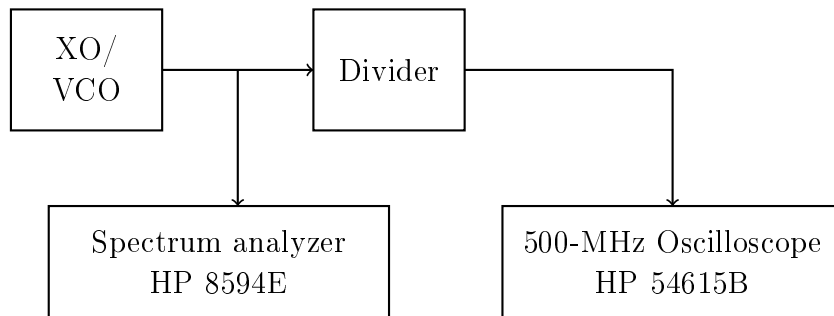 XO/
VCO
Divider
Spectrum analyzer
HP 8594E
500-MHz Oscilloscope
HP 54615B